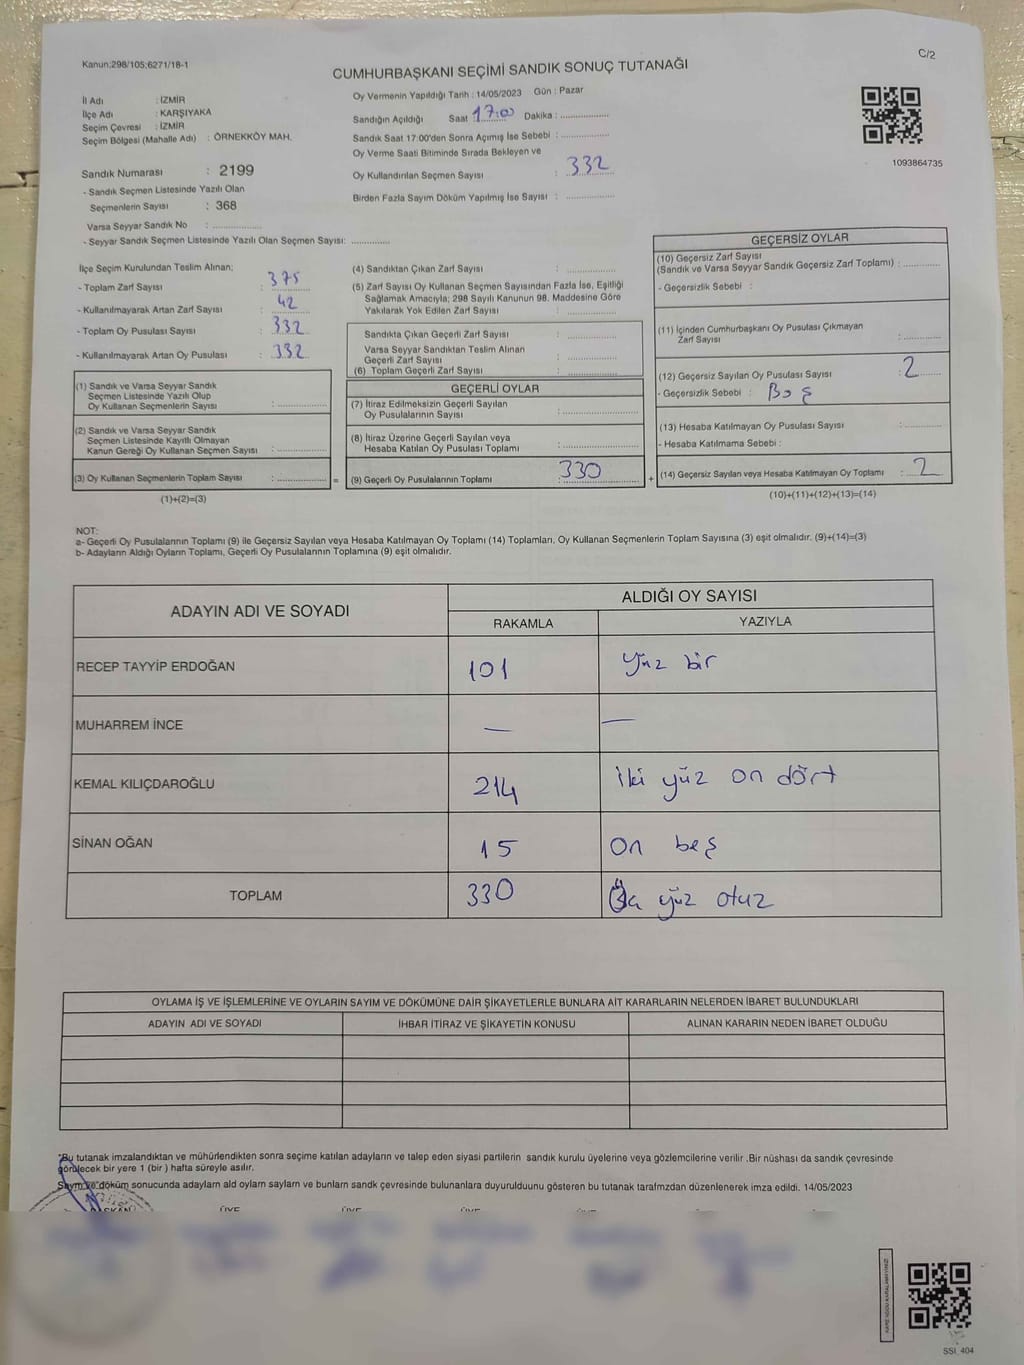 Kanun:298/105;6271/18-1
C/2
CUMHURBAŞKANI SEÇİMİ SANDIK SONUÇ TUTANAĞI
İl Adı : İZMİR
İlçe Adı : KARŞIYAKA
Seçim Çevresi : İZMİR
Seçim Bölgesi (Mahalle Adı) : ÖRNEKKÖY MAH.
Sandık Numarası : 2199
- Sandık Seçmen Listesinde Yazılı Olan
Seçmenlerin Sayısı : 368
Varsa Seyyar Sandık No : ..............
- Seyyar Sandık Seçmen Listesinde Yazılı Olan Seçmen Sayısı: ............
Oy Vermenin Yapıldığı Tarih : 14/05/2023 Gün : Pazar
Sandığın Açıldığı Saat 17:00 Dakika : ..............
Sandık Saat 17:00'den Sonra Açımış İse Sebebi : ..............
Oy Verme Saati Bitiminde Sırada Bekleyen ve
Oy Kullandırılan Seçmen Sayısı : 332
Birden Fazla Sayım Döküm Yapılmış İse Sayısı : ..............
1093864735
İlçe Seçim Kurulundan Teslim Alınan;
- Toplam Zarf Sayısı : 375
- Kullanılmayarak Artan Zarf Sayısı : 42
- Toplam Oy Pusulası Sayısı : 332
- Kullanılmayarak Artan Oy Pusulası : 332
(1) Sandık ve Varsa Seyyar Sandık
Seçmen Listesinde Yazılı Olup
Oy Kullanan Seçmenlerin Sayısı : ..............
(2) Sandık ve Varsa Seyyar Sandık
Seçmen Listesinde Kayıtlı Olmayan
Kanun Gereği Oy Kullanan Seçmen Sayısı : ..............
(3) Oy Kullanan Seçmenlerin Toplam Sayısı : .............. =
(1)+(2)=(3)
(4) Sandıktan Çıkan Zarf Sayısı : ..............
(5) Zarf Sayısı Oy Kullanan Seçmen Sayısından Fazla İse, Eşitliği
Sağlamak Amacıyla; 298 Sayılı Kanunun 98. Maddesine Göre
Yakılarak Yok Edilen Zarf Sayısı : ..............
Sandıkta Çıkan Geçerli Zarf Sayısı : ..............
Varsa Seyyar Sandıktan Teslim Alınan
Geçerli Zarf Sayısı : ..............
(6) Toplam Geçerli Zarf Sayısı : ..............
GEÇERLİ OYLAR
(7) İtiraz Edilmeksizin Geçerli Sayılan
Oy Pusulalarının Sayısı : ..............
(8) İtiraz Üzerine Geçerli Sayılan veya
Hesaba Katılan Oy Pusulası Toplamı : ..............
(9) Geçerli Oy Pusulalarının Toplamı : 330 +
GEÇERSİZ OYLAR
(10) Geçersiz Zarf Sayısı
(Sandık ve Varsa Seyyar Sandık Geçersiz Zarf Toplamı) : ............
- Geçersizlik Sebebi :
(11) İçinden Cumhurbaşkanı Oy Pusulası Çıkmayan
Zarf Sayısı : ............
(12) Geçersiz Sayılan Oy Pusulası Sayısı : 2
- Geçersizlik Sebebi : Boş
(13) Hesaba Katılmayan Oy Pusulası Sayısı : ............
- Hesaba Katılmama Sebebi :
(14) Geçersiz Sayılan veya Hesaba Katılmayan Oy Toplamı : 2
(10)+(11)+(12)+(13)=(14)
NOT:
a- Geçerli Oy Pusulalarının Toplamı (9) ile Geçersiz Sayılan veya Hesaba Katılmayan Oy Toplamı (14) Toplamları, Oy Kullanan Seçmenlerin Toplam Sayısına (3) eşit olmalıdır. (9)+(14)=(3)
b- Adayların Aldığı Oyların Toplamı, Geçerli Oy Pusulalarının Toplamına (9) eşit olmalıdır.
ADAYIN ADI VE SOYADI
ALDIĞI OY SAYISI
RAKAMLA YAZIYLA
RECEP TAYYİP ERDOĞAN 101 yüz bir
MUHARREM İNCE — —
KEMAL KILIÇDAROĞLU 214 iki yüz on dört
SİNAN OĞAN 15 on beş
TOPLAM 330 yüz otuz
OYLAMA İŞ VE İŞLEMLERİNE VE OYLARIN SAYIM VE DÖKÜMÜNE DAİR ŞİKAYETLERLE BUNLARA AİT KARARLARIN NELERDEN İBARET BULUNDUKLARI
ADAYIN ADI VE SOYADI İHBAR İTİRAZ VE ŞİKAYETİN KONUSU ALINAN KARARIN NEDEN İBARET OLDUĞU
*Bu tutanak imzalandıktan ve mühürlendikten sonra seçime katılan adayların ve talep eden siyasi partilerin sandık kurulu üyelerine veya gözlemcilerine verilir .Bir nüshası da sandık çevresinde
görülecek bir yere 1 (bir ) hafta süreyle asılır.
Sayım ve döküm sonucunda adaylarn ald oylarn saylarn ve bunlarn sandk çevresinde bulunanlara duyurulduunu gösteren bu tutanak tarafmzdan düzenlenerek imza edildi. 14/05/2023
BAŞKAN ÜYE ÜYE ÜYE ÜYE ÜYE
SSI_404